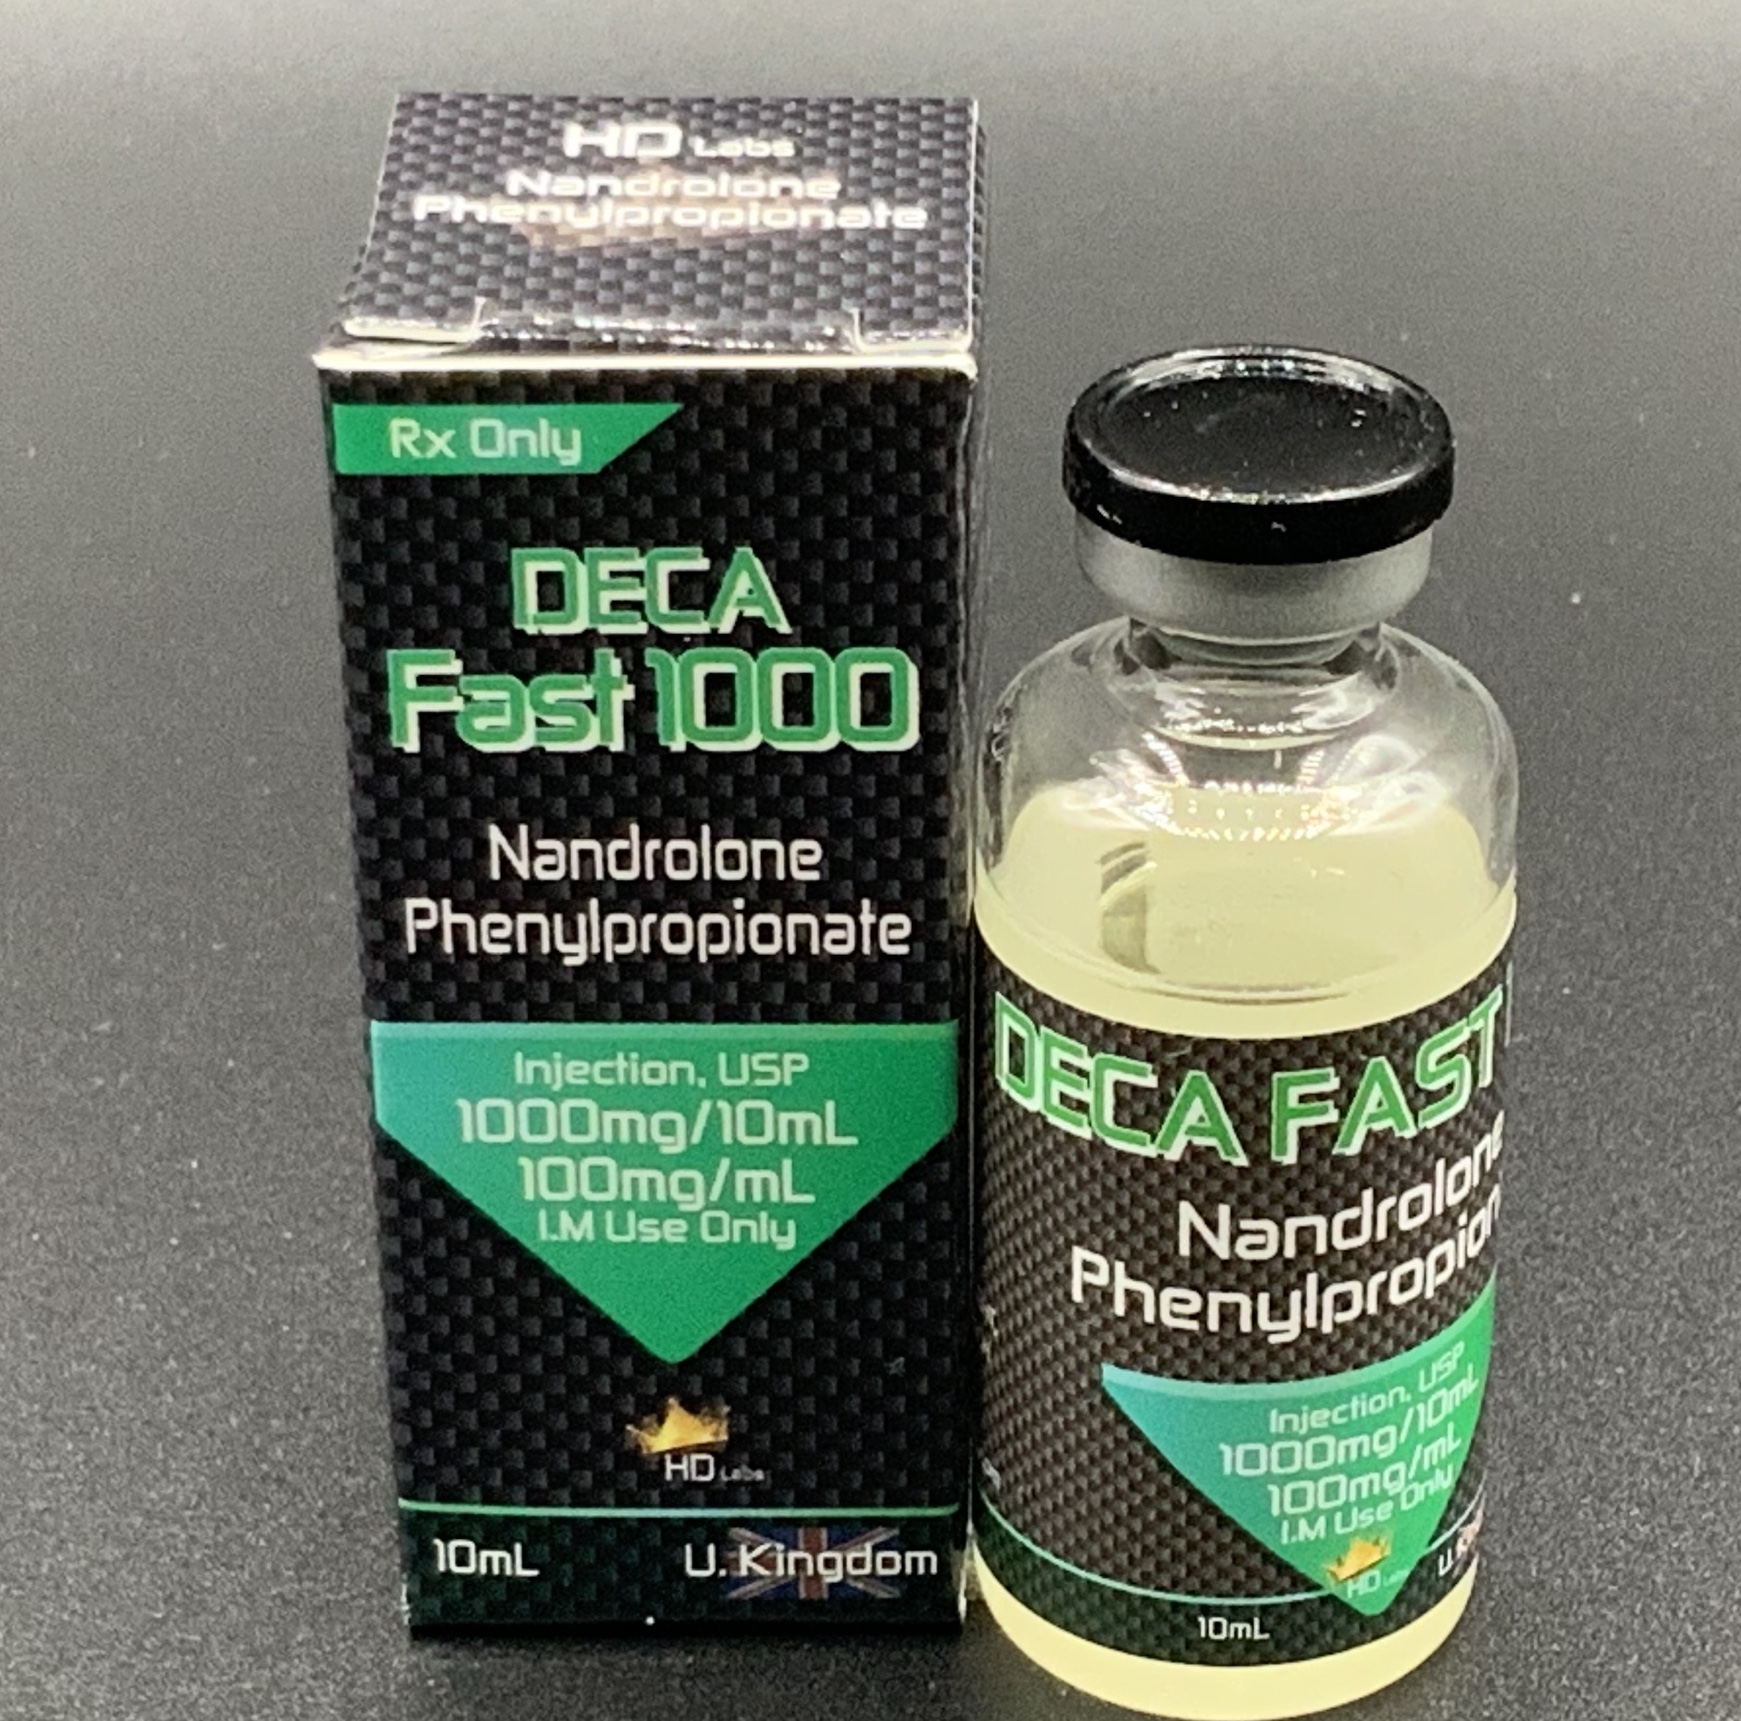 HD Labs
Nandrolone
Phenylpropionate
Rx Only
DECA
Fast 1000
Nandrolone
Phenylpropionate
Injection, USP
1000mg/10mL
100mg/mL
I.M Use Only
HD Labs
10mL
U. Kingdom
DECA FAST
Nandrolone
Phenylpropion
Injection, USP
1000mg/10mL
100mg/mL
I.M Use Only
HD
10mL